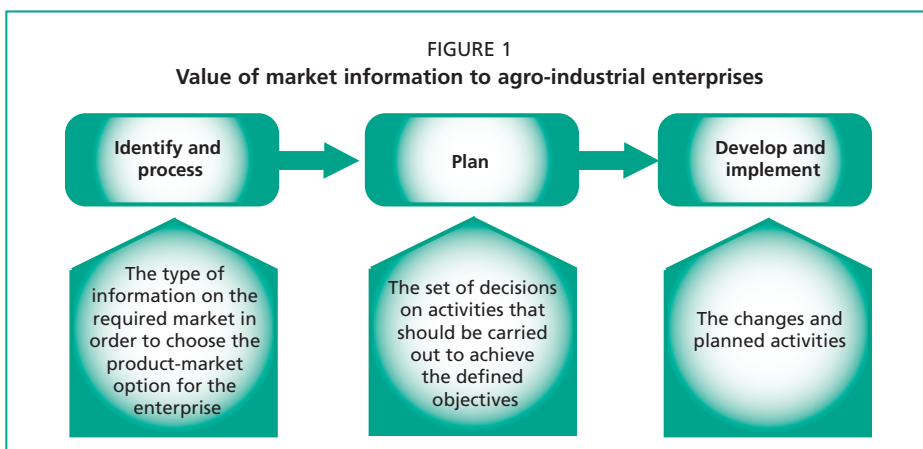 FIGURE 1
Value of market information to agro-industrial enterprises
Identify and
process
Plan
Develop and
implement
The type of
information on the
required market in
order to choose the
product-market
option for the
enterprise
The set of decisions
on activities that
should be carried
out to achieve
the defined
objectives
The changes and
planned activities